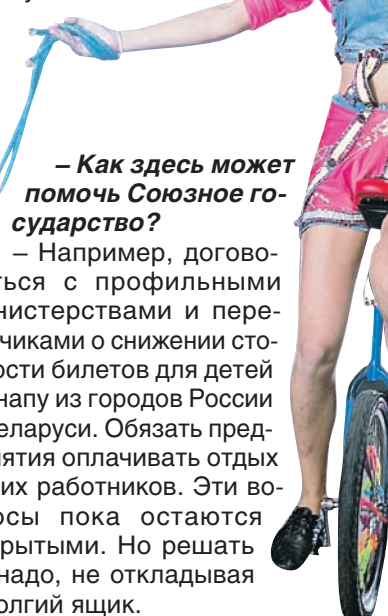 – Как здесь может
помочь Союзное го-
сударство?
– Например, догово-
ться с профильными
нистерствами и пере-
чиками о снижении сто-
ости билетов для детей
напу из городов России
еларуси. Обязать пред-
ятия оплачивать отдых
их работников. Эти во-
осы пока остаются
крытыми. Но решать
надо, не откладывая
олгий ящик.